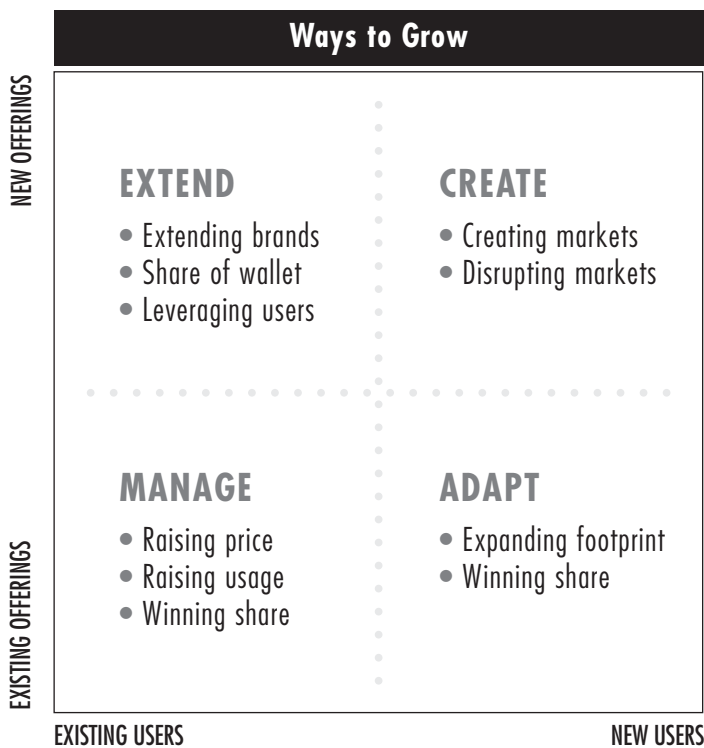 Ways to Grow
NEW OFFERINGS
EXTEND
• Extending brands
• Share of wallet
• Leveraging users
CREATE
• Creating markets
• Disrupting markets
EXISTING OFFERINGS
MANAGE
• Raising price
• Raising usage
• Winning share
ADAPT
• Expanding footprint
• Winning share
EXISTING USERS
NEW USERS